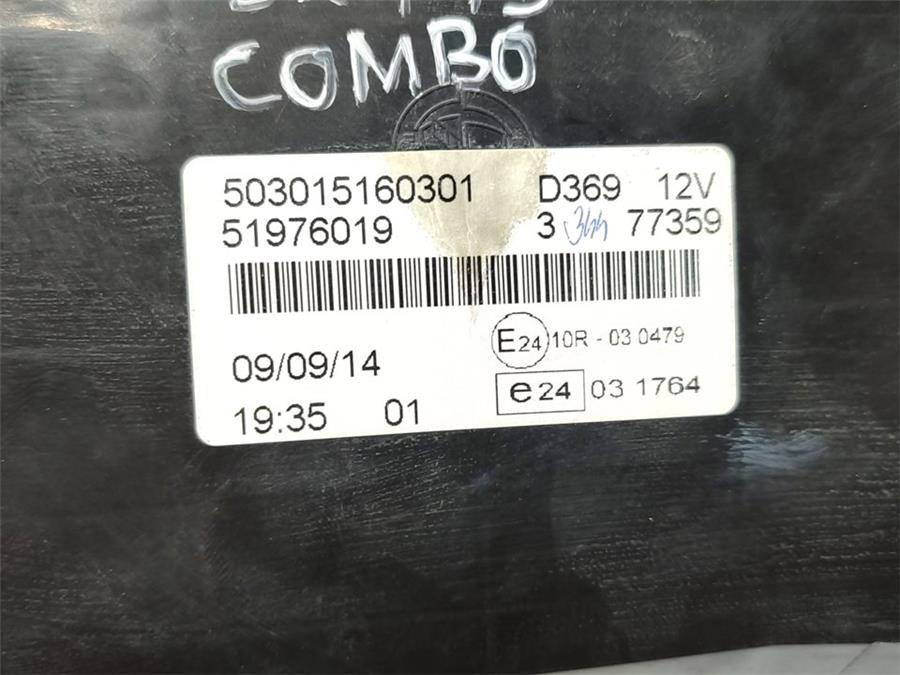 COMBO
503015160301 D369 12V
51976019 3 344 77359
E24 10R - 03 0479
09/09/14
e24 03 1764
19:35 01